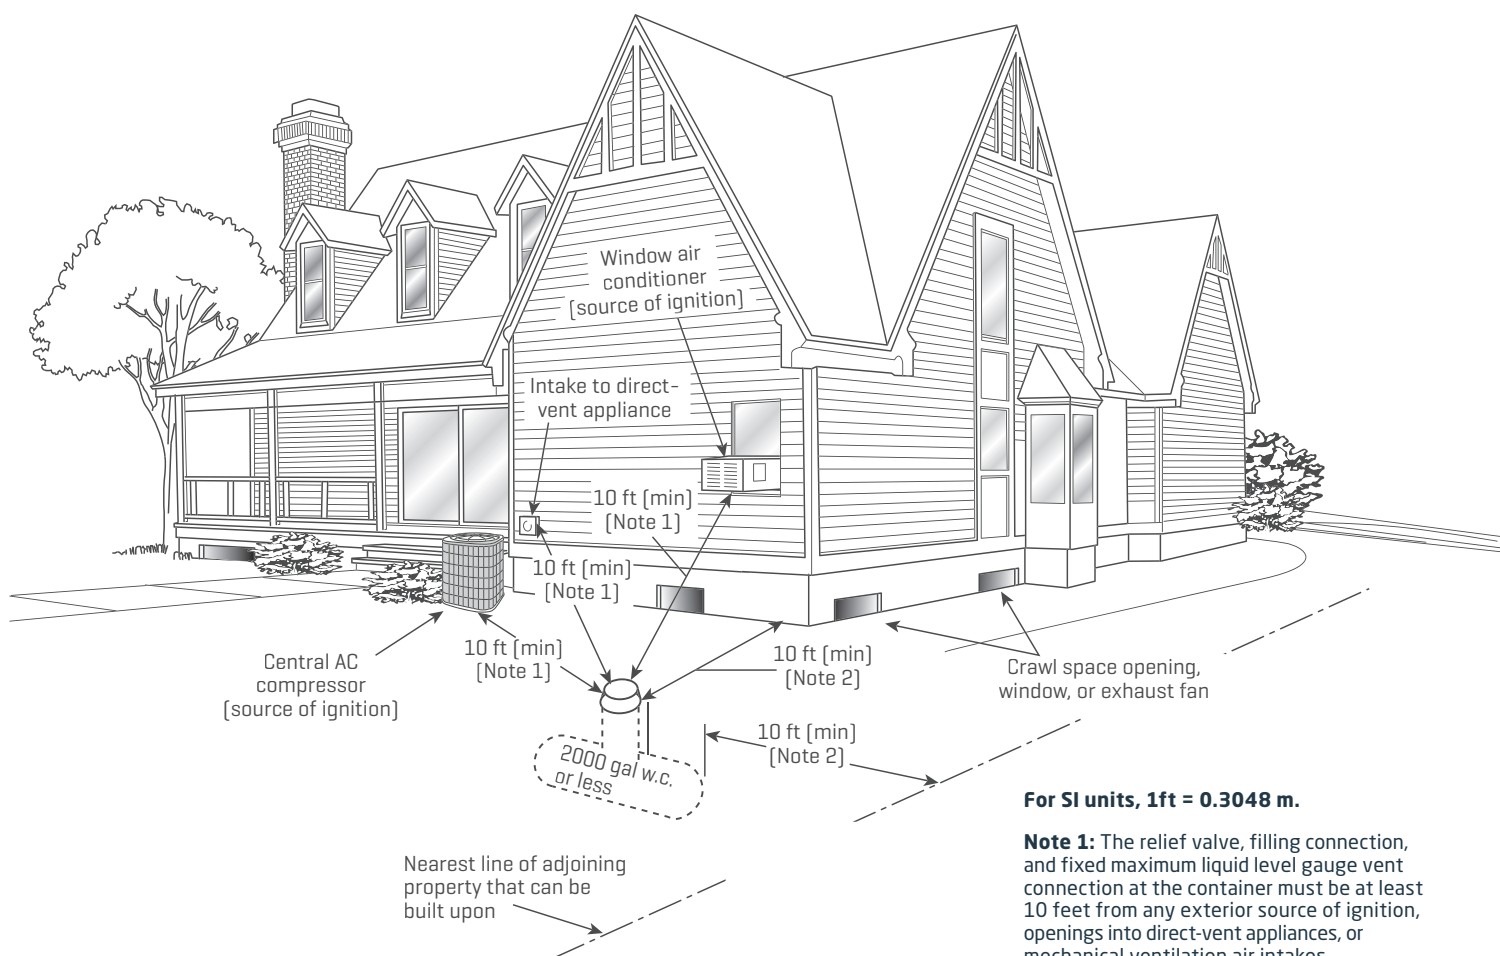 Window air
conditioner
(source of ignition)
Intake to direct-
vent appliance
10 ft (min)
(Note 1)
10 ft (min)
(Note 1)
10 ft (min)
(Note 1)
10 ft (min)
(Note 2)
Central AC
compressor
(source of ignition)
Crawl space opening,
window, or exhaust fan
10 ft (min)
(Note 2)
2000 gal w.c.
or less
Nearest line of adjoining
property that can be
built upon
For SI units, 1ft = 0.3048 m.
Note 1: The relief valve, filling connection,
and fixed maximum liquid level gauge vent
connection at the container must be at least
10 feet from any exterior source of ignition,
openings into direct-vent appliances, or
mechanical ventilation air intakes